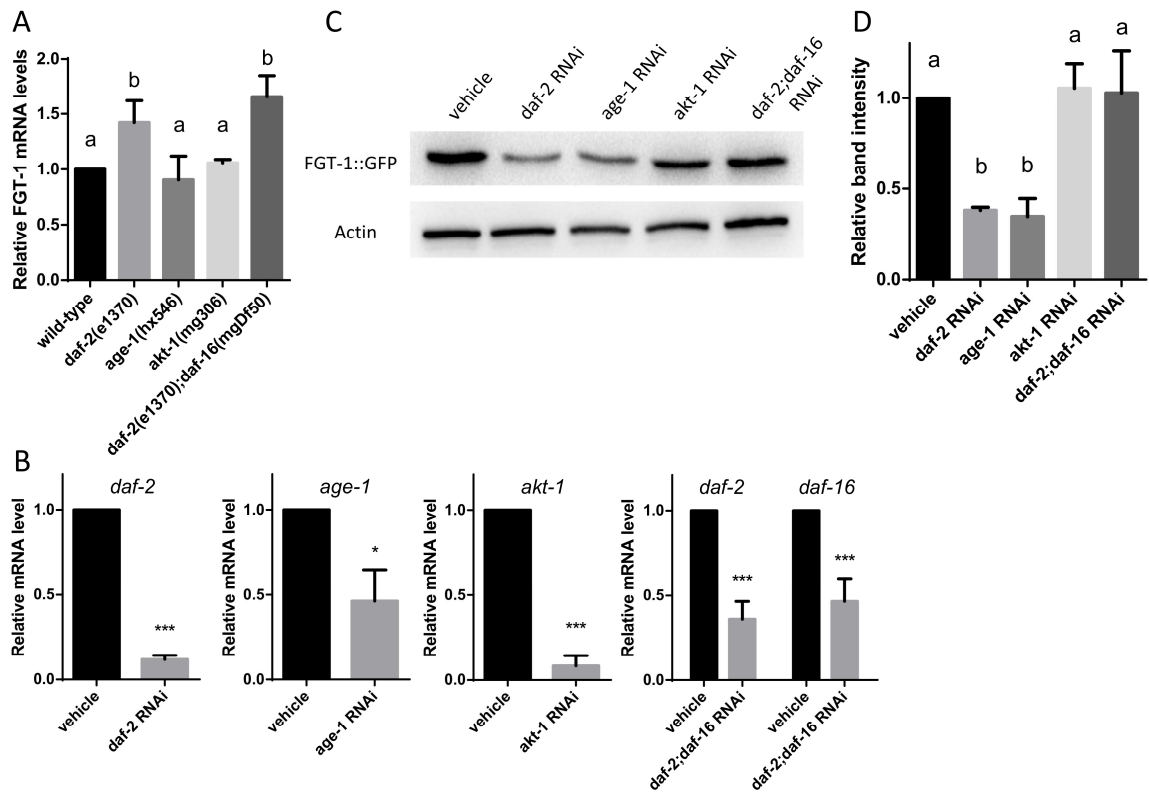 A
Relative FGT-1 mRNA levels
2.0
1.5
1.0
0.5
0.0
a
b
a
a
b
wild-type
daf-2(e1370)
age-1(hx546)
akt-1(mg306)
daf-2(e1370);daf-16(mgDf50)
C
vehicle
daf-2 RNAi
age-1 RNAi
akt-1 RNAi
daf-2;daf-16
RNAi
FGT-1::GFP
Actin
D
Relative band intensity
1.0
0.5
0.0
a
b
b
a
a
vehicle
daf-2 RNAi
age-1 RNAi
akt-1 RNAi
daf-2;daf-16 RNAi
B
Relative mRNA level
daf-2
1.0
0.5
0.0
***
vehicle
daf-2 RNAi
Relative mRNA level
age-1
1.0
0.5
0.0
*
vehicle
age-1 RNAi
Relative mRNA level
akt-1
1.0
0.5
0.0
***
vehicle
akt-1 RNAi
Relative mRNA level
daf-2
daf-16
1.0
0.5
0.0
***
***
vehicle
daf-2;daf-16 RNAi
vehicle
daf-2;daf-16 RNAi